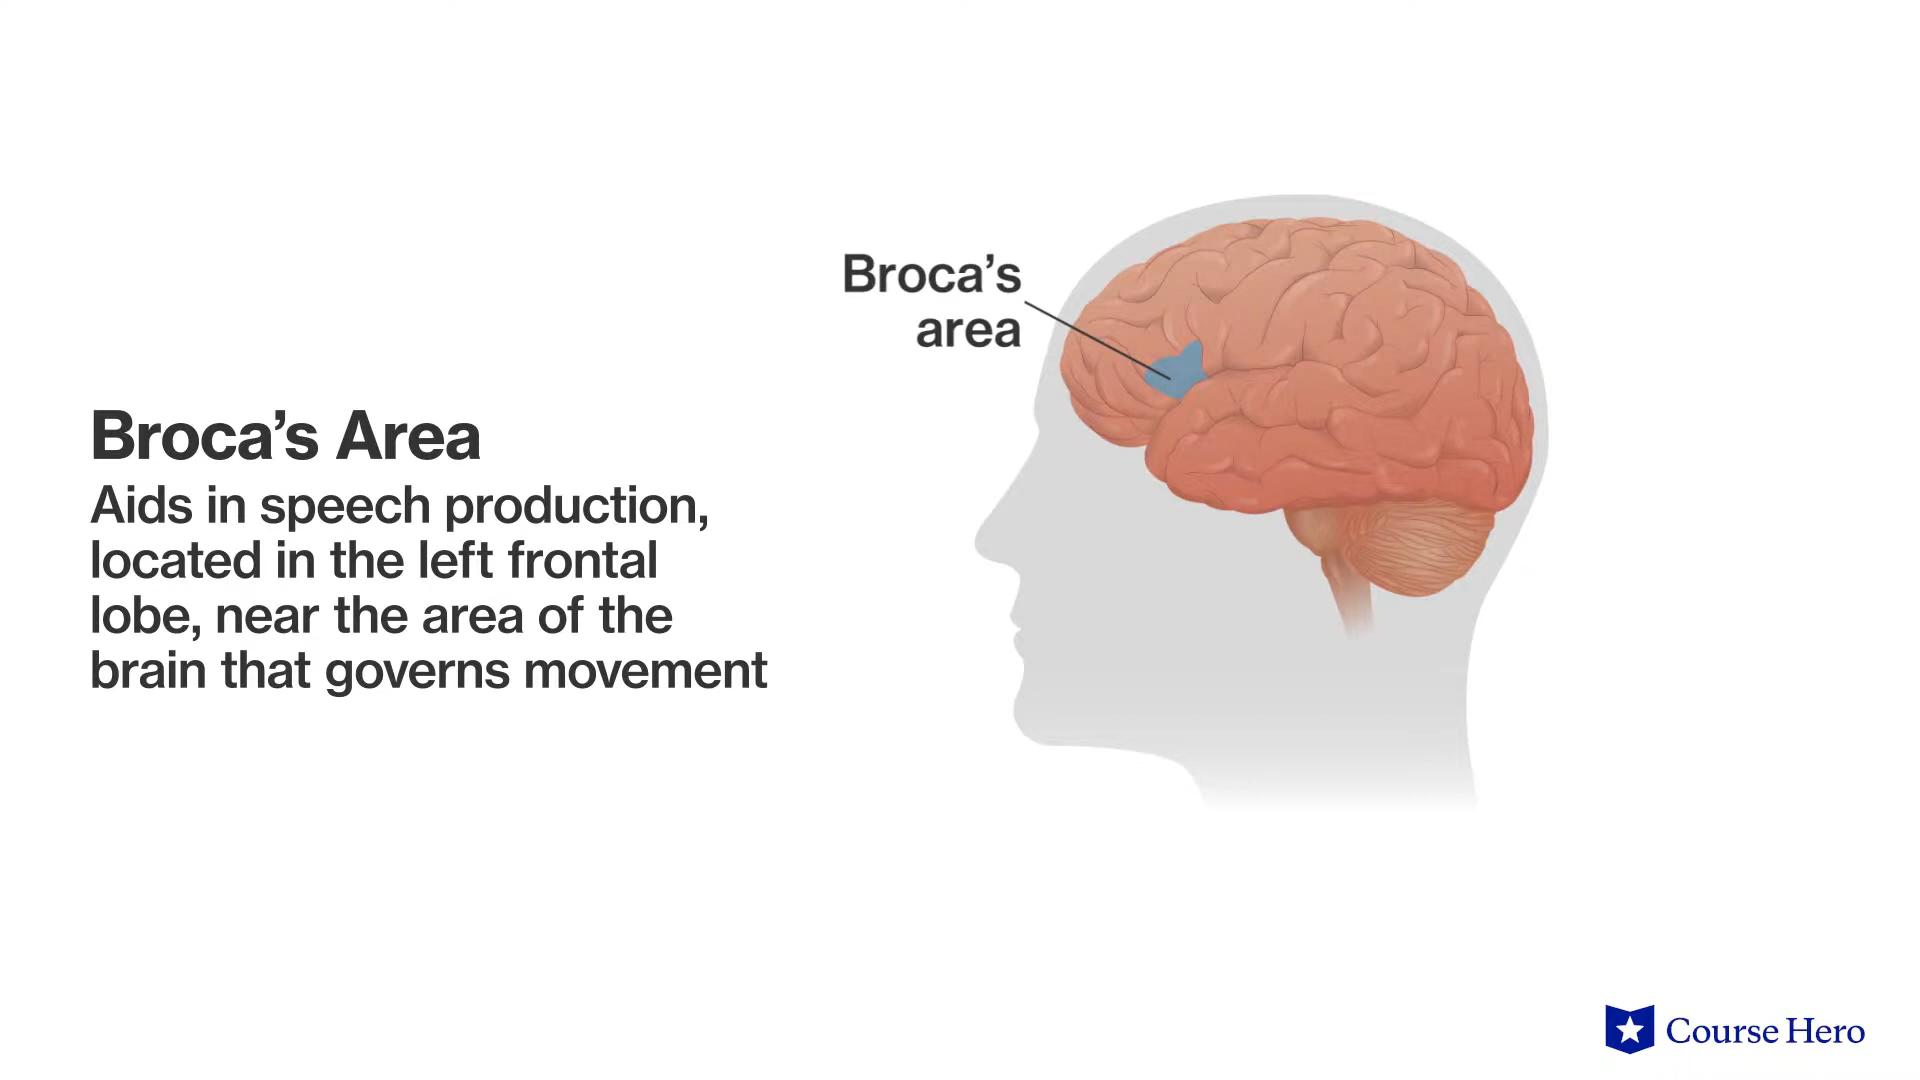 Broca's
area
Broca's Area
Aids in speech production,
located in the left frontal
lobe, near the area of the
brain that governs movement
Course Hero